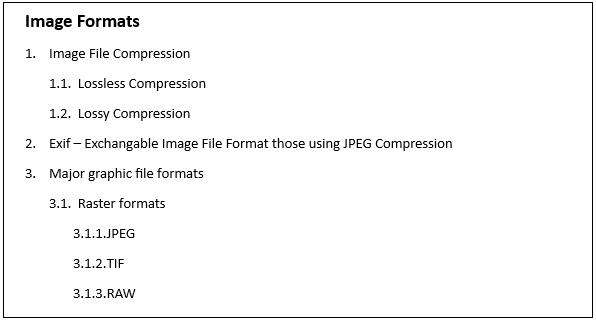 Image Formats
1. Image File Compression
1.1. Lossless Compression
1.2. Lossy Compression
2. Exif – Exchangable Image File Format those using JPEG Compression
3. Major graphic file formats
3.1. Raster formats
3.1.1.JPEG
3.1.2.TIF
3.1.3.RAW